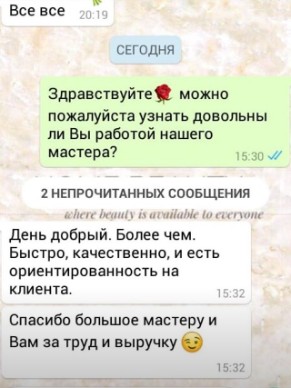 Все все
20:19
СЕГОДНЯ
Здравствуйте🌹 можно
пожалуйста узнать довольны
ли Вы работой нашего
мастера?
15:30
2 НЕПРОЧИТАННЫХ СООБЩЕНИЯ
where beauty is available to everyone
День добрый. Более чем.
Быстро, качественно, и есть
ориентированность на
клиента.
15:32
Спасибо большое мастеру и
Вам за труд и выручку 😉
15:32